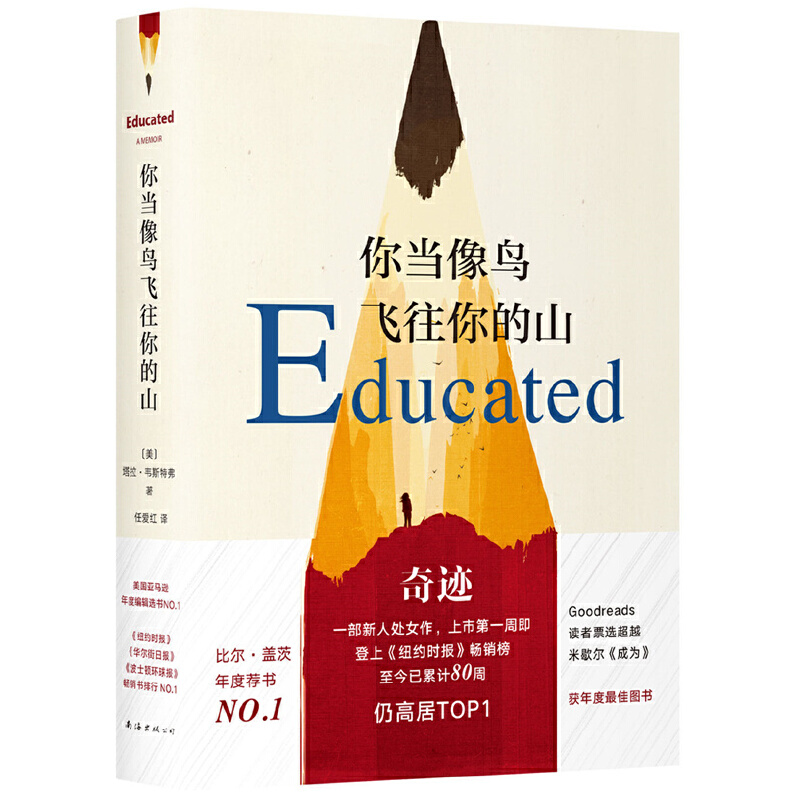 Educated
A MEMOIR
你当像鸟飞往你的山
〔美〕
塔拉·韦斯特弗
著
任爱红 译
美国亚马逊
年度编辑选书NO.1
《纽约时报》
《华尔街日报》
《波士顿环球报》
畅销书排行NO.1
南海出版公司
你当像鸟
飞往你的山
Educated
奇迹
一部新人处女作，上市第一周即
登上《纽约时报》畅销榜
至今已累计80周
仍高居TOP1
比尔·盖茨
年度荐书
NO.1
Goodreads
读者票选超越
米歇尔《成为》
获年度最佳图书